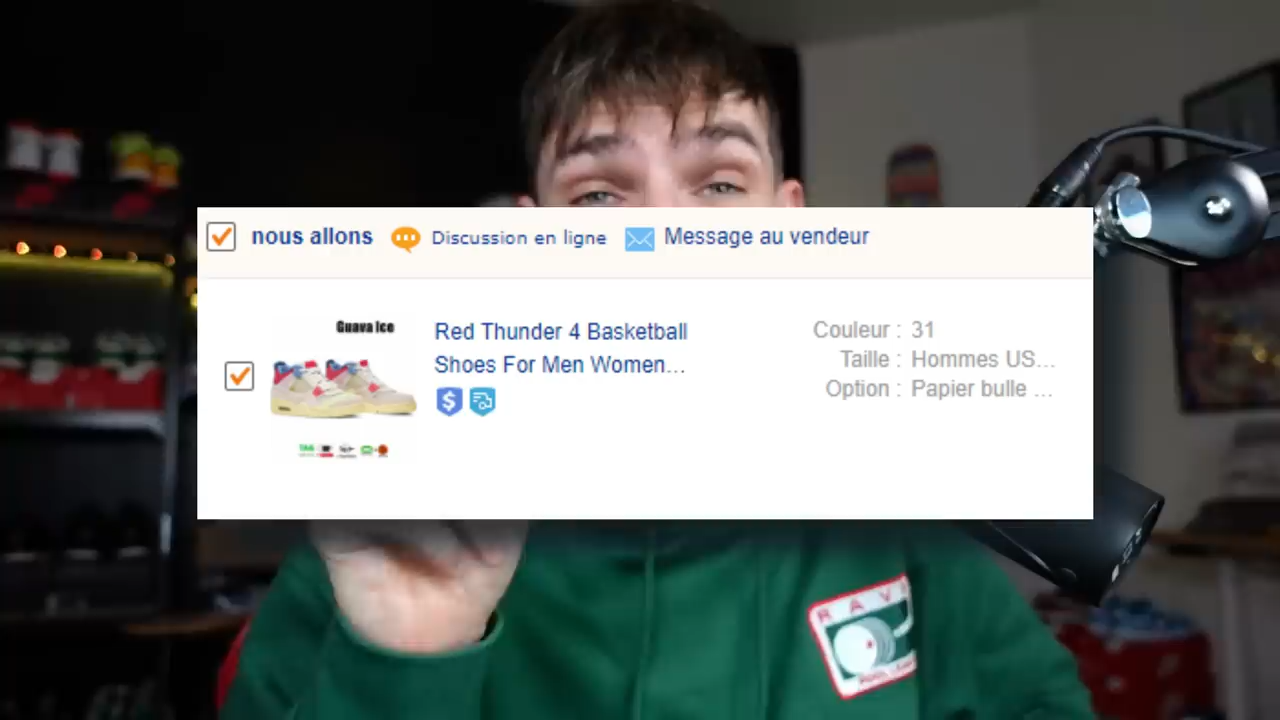 nous allons
Discussion en ligne
Message au vendeur
Guava Ice
Red Thunder 4 Basketball
Shoes For Men Women...
Couleur : 31
Taille : Hommes US...
Option : Papier bulle ...
RAVE